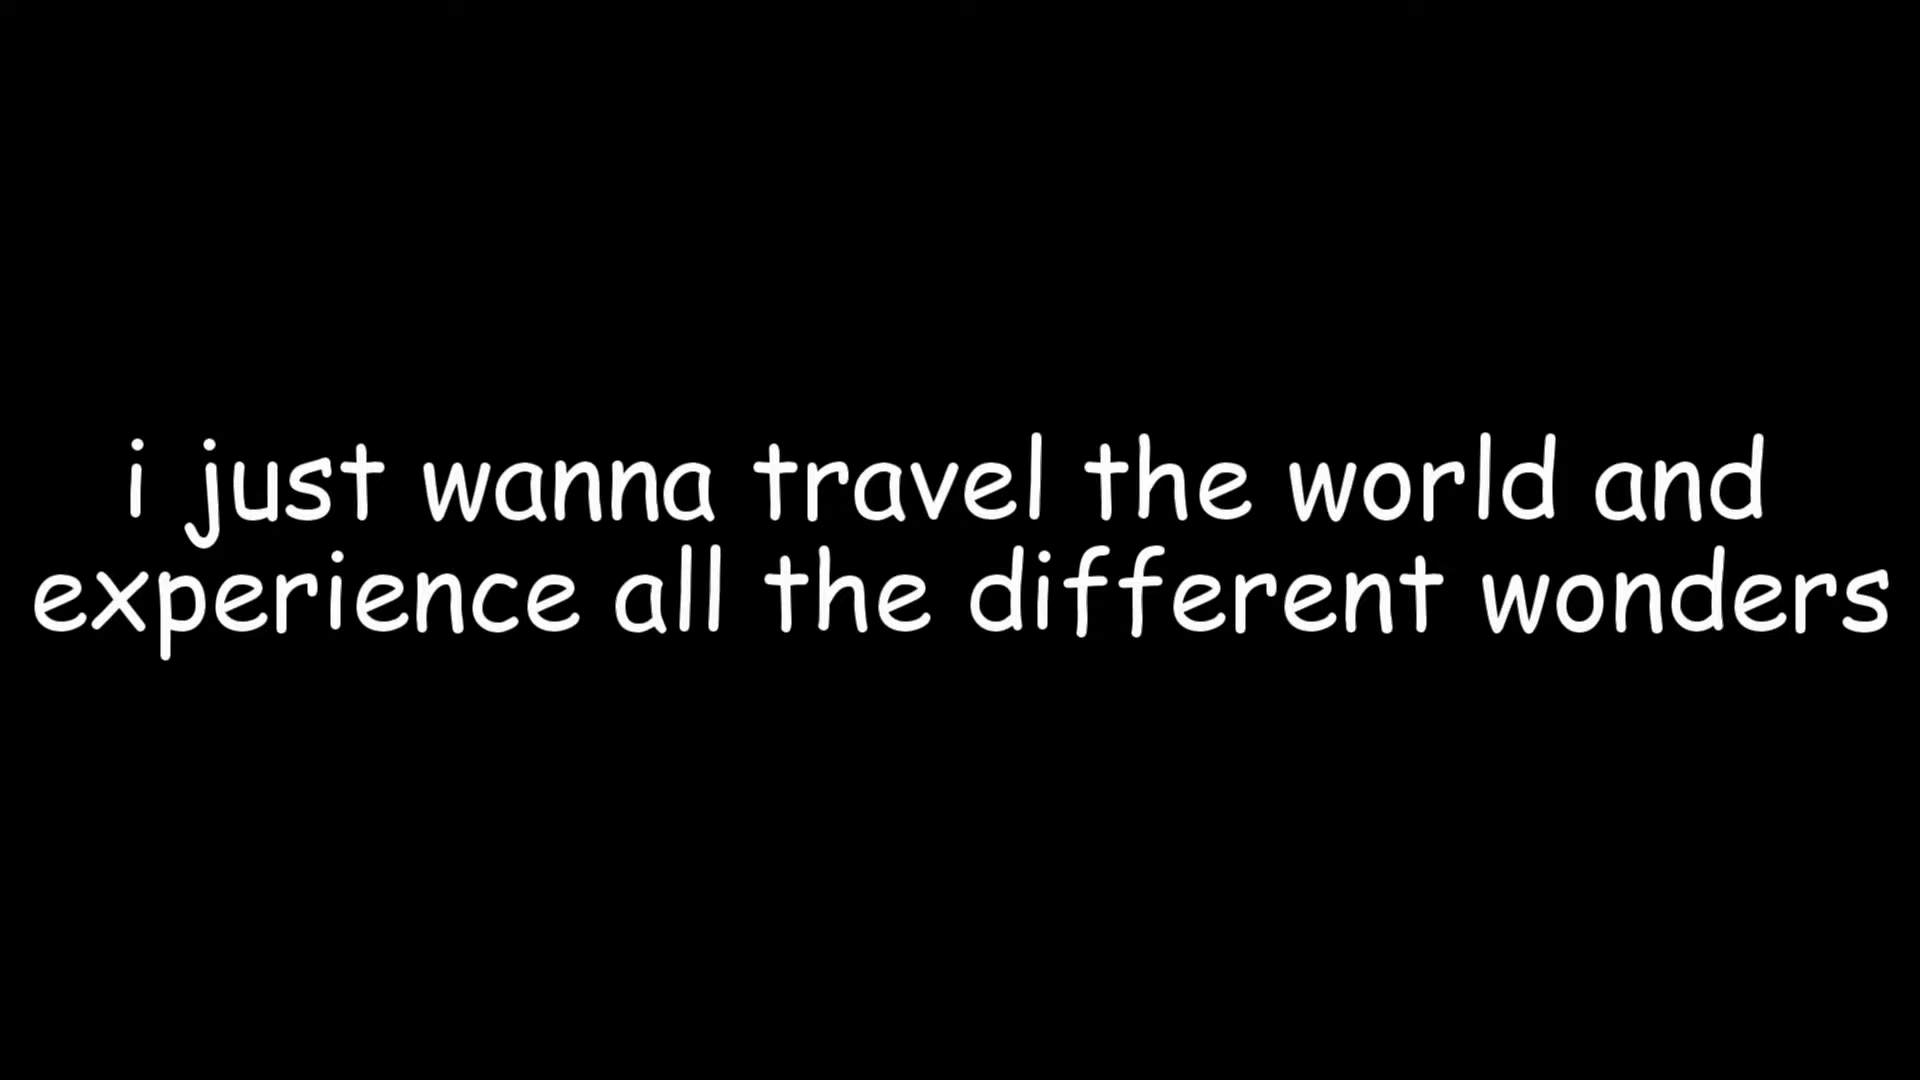 i just wanna travel the world and
experience all the different wonders